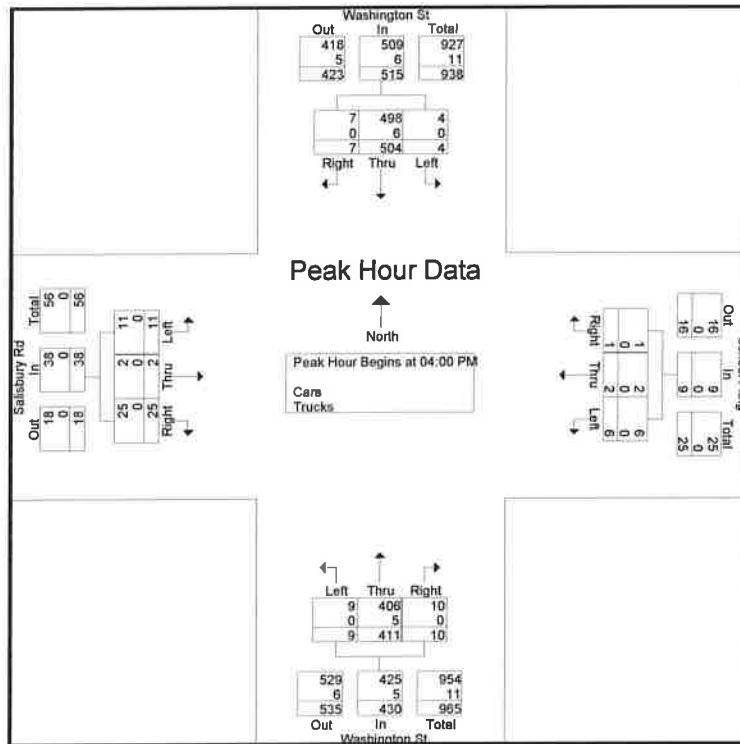 Washington St
Out In Total
418 509 927
5 6 11
423 515 938
7 498 4
0 6 0
7 504 4
Right Thru Left
Peak Hour Data
North
Peak Hour Begins at 04:00 PM
Cars
Trucks
Salisbury Rd
Total
56 0 56
In
38 0 38
Out
18 0 18
Left
11 0 11
Thru
2 0 2
Right
25 0 25
Right
1 0 1
Thru
2 0 2
Left
6 0 6
Out
16 0 16
In
9 0 9
Total
25 0 25
Left Thru Right
9 406 10
0 5 0
9 411 10
529 425 954
6 5 11
535 430 965
Out In Total
Washington St